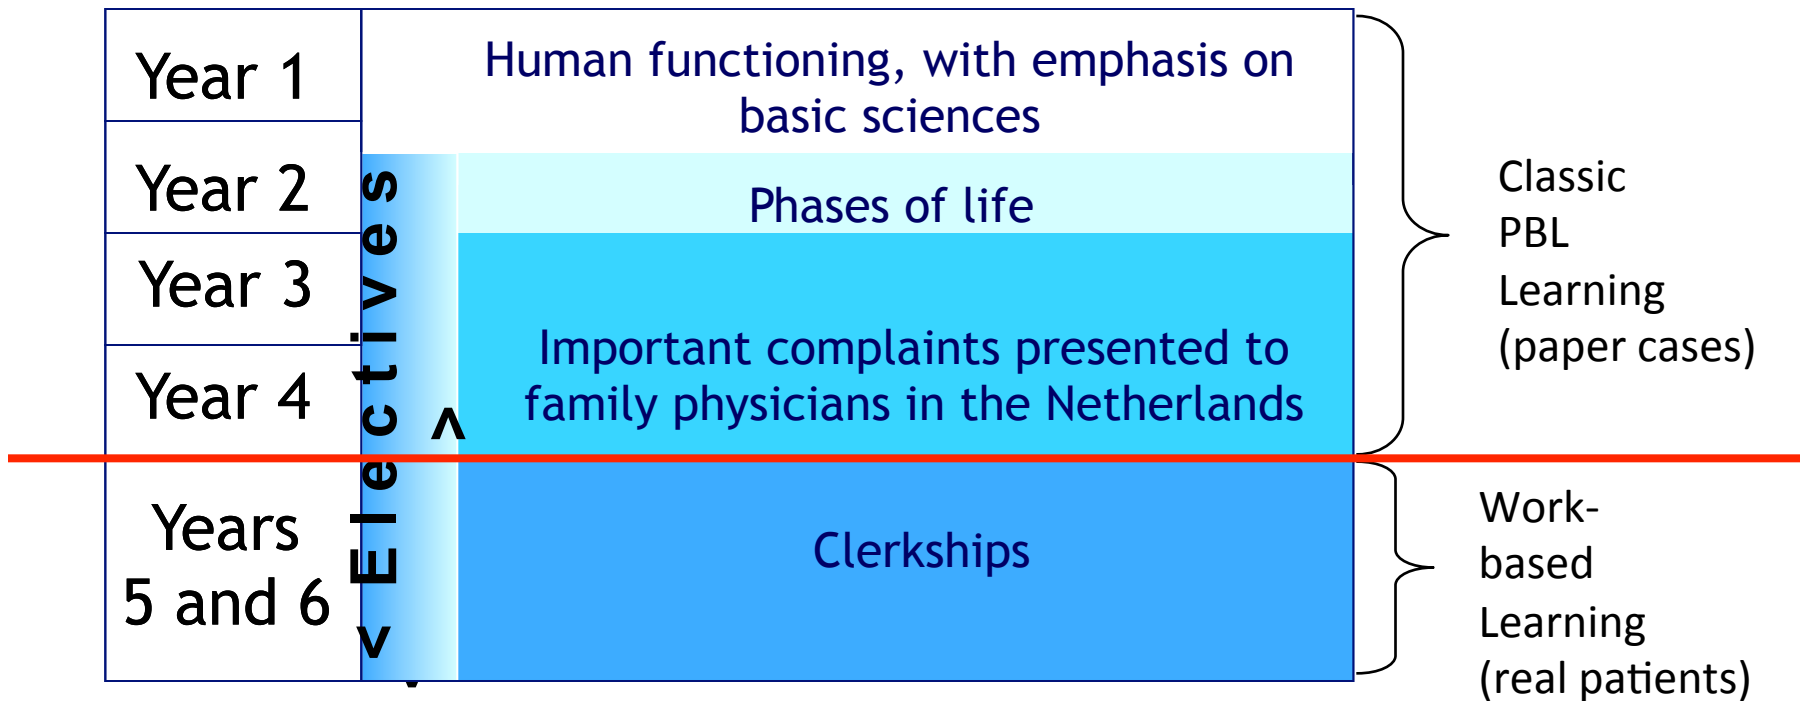 Year 1
Human functioning, with emphasis on
basic sciences
Year 2
Phases of life
Year 3
Year 4
Important complaints presented to
family physicians in the Netherlands
Years
5 and 6
Clerkships
< Electives >
Classic
PBL
Learning
(paper cases)
Work-
based
Learning
(real patients)